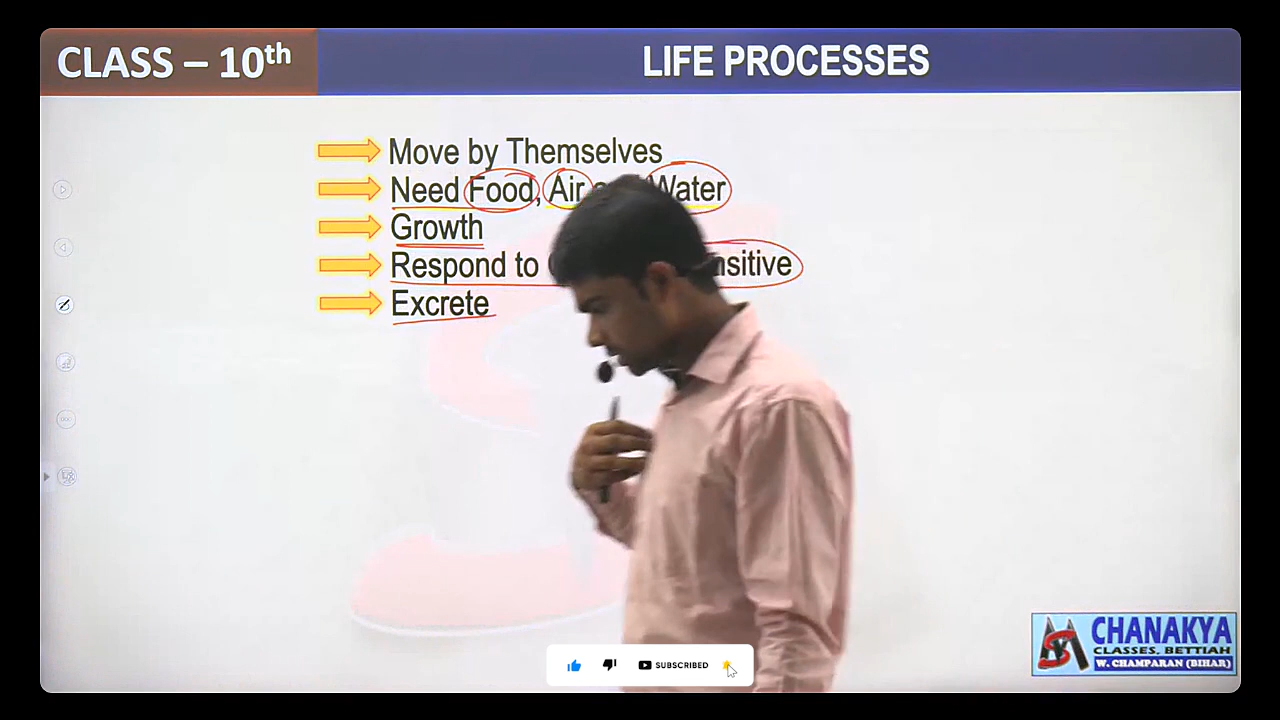 CLASS – 10th
LIFE PROCESSES
Move by Themselves
Need Food, Air Water
Growth
Respond to
Excrete
CHANAKYA
CLASSES, BETTIAH
W. CHAMPARAN (BIHAR)
SUBSCRIBED